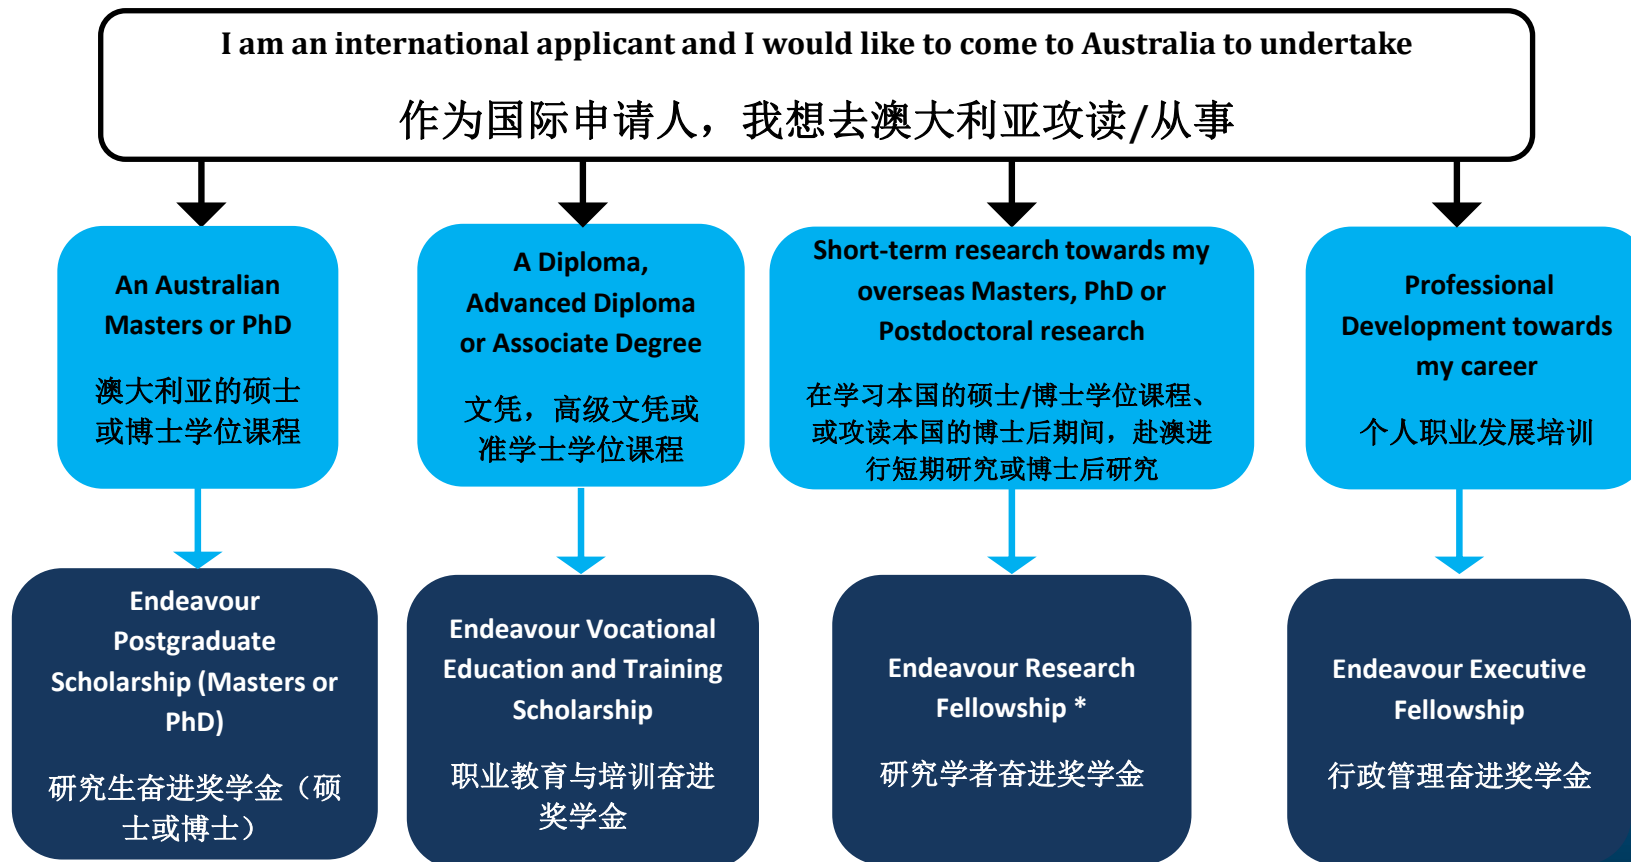 I am an international applicant and I would like to come to Australia to undertake
作为国际申请人，我想去澳大利亚攻读/从事
An Australian
Masters or PhD
澳大利亚的硕士
或博士学位课程
A Diploma,
Advanced Diploma
or Associate Degree
文凭，高级文凭或
准学士学位课程
Short-term research towards my
overseas Masters, PhD or
Postdoctoral research
在学习本国的硕士/博士学位课程、
或攻读本国的博士后期间，赴澳进
行短期研究或博士后研究
Professional
Development towards
my career
个人职业发展培训
Endeavour
Postgraduate
Scholarship (Masters or
PhD)
研究生奋进奖学金（硕
士或博士）
Endeavour Vocational
Education and Training
Scholarship
职业教育与培训奋进
奖学金
Endeavour Research
Fellowship *
研究学者奋进奖学金
Endeavour Executive
Fellowship
行政管理奋进奖学金